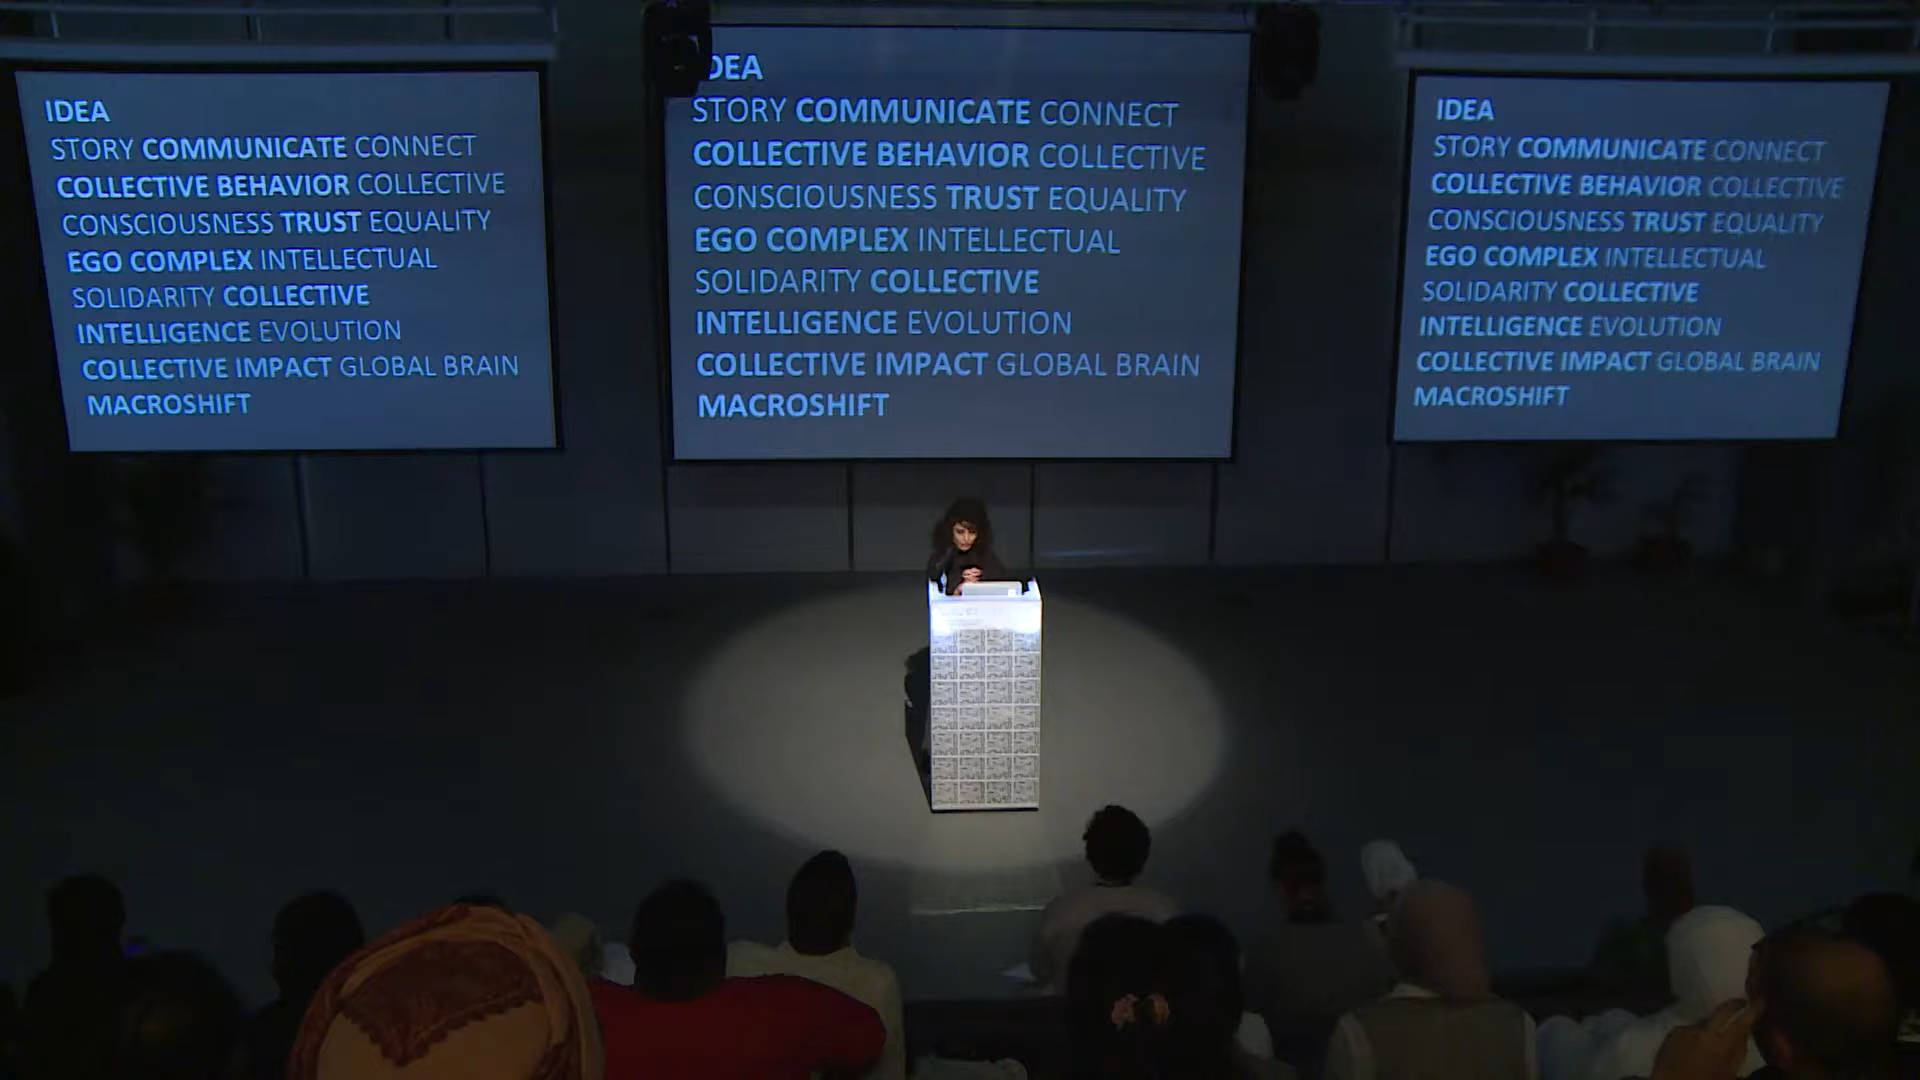 IDEA
STORY COMMUNICATE CONNECT
COLLECTIVE BEHAVIOR COLLECTIVE
CONSCIOUSNESS TRUST EQUALITY
EGO COMPLEX INTELLECTUAL
SOLIDARITY COLLECTIVE
INTELLIGENCE EVOLUTION
COLLECTIVE IMPACT GLOBAL BRAIN
MACROSHIFT
DEA
STORY COMMUNICATE CONNECT
COLLECTIVE BEHAVIOR COLLECTIVE
CONSCIOUSNESS TRUST EQUALITY
EGO COMPLEX INTELLECTUAL
SOLIDARITY COLLECTIVE
INTELLIGENCE EVOLUTION
COLLECTIVE IMPACT GLOBAL BRAIN
MACROSHIFT
IDEA
STORY COMMUNICATE CONNECT
COLLECTIVE BEHAVIOR COLLECTIVE
CONSCIOUSNESS TRUST EQUALITY
EGO COMPLEX INTELLECTUAL
SOLIDARITY COLLECTIVE
INTELLIGENCE EVOLUTION
COLLECTIVE IMPACT GLOBAL BRAIN
MACROSHIFT